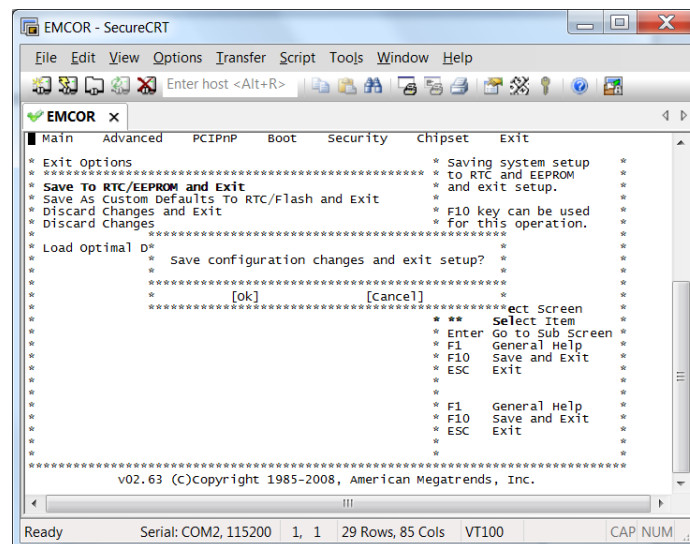 EMCOR - SecureCRT
File Edit View Options Transfer Script Tools Window Help
Enter host <Alt+R>
EMCOR
Main Advanced PCIPnP Boot Security Chipset Exit
* Exit Options * Saving system setup *
* ************************************************* * to RTC and EEPROM *
* Save To RTC/EEPROM and Exit * and exit setup. *
* Save As Custom Defaults To RTC/Flash and Exit * *
* Discard Changes and Exit * F10 key can be used *
* Discard Changes * for this operation. *
* ********************************************** *
* Load Optimal D* * *
* * Save configuration changes and exit setup? * *
* * * *
* ********************************************** *
* * [Ok] [Cancel] * *
* **********************************************ect Screen *
* * ** Select Item *
* * Enter Go to Sub Screen *
* * F1 General Help *
* * F10 Save and Exit *
* * ESC Exit *
* * *
* * *
* * F1 General Help *
* * F10 Save and Exit *
* * ESC Exit *
* * *
* * *
******************************************************************************
v02.63 (C)Copyright 1985-2008, American Megatrends, Inc.
Ready Serial: COM2, 115200 1, 1 29 Rows, 85 Cols VT100 CAP NUM